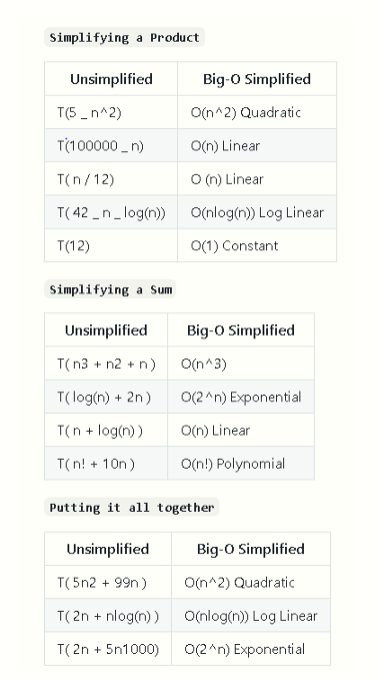 Simplifying a Product
Unsimplified Big-O Simplified
T(5 _ n^2) O(n^2) Quadratic
T(100000 _ n) O(n) Linear
T( n / 12) O (n) Linear
T( 42 _ n _ log(n)) O(nlog(n)) Log Linear
T(12) O(1) Constant
Simplifying a Sum
Unsimplified Big-O Simplified
T( n3 + n2 + n ) O(n^3)
T( log(n) + 2n ) O(2^n) Exponential
T( n + log(n) ) O(n) Linear
T( n! + 10n ) O(n!) Polynomial
Putting it all together
Unsimplified Big-O Simplified
T( 5n2 + 99n ) O(n^2) Quadratic
T( 2n + nlog(n) ) O(nlog(n)) Log Linear
T( 2n + 5n1000) O(2^n) Exponential